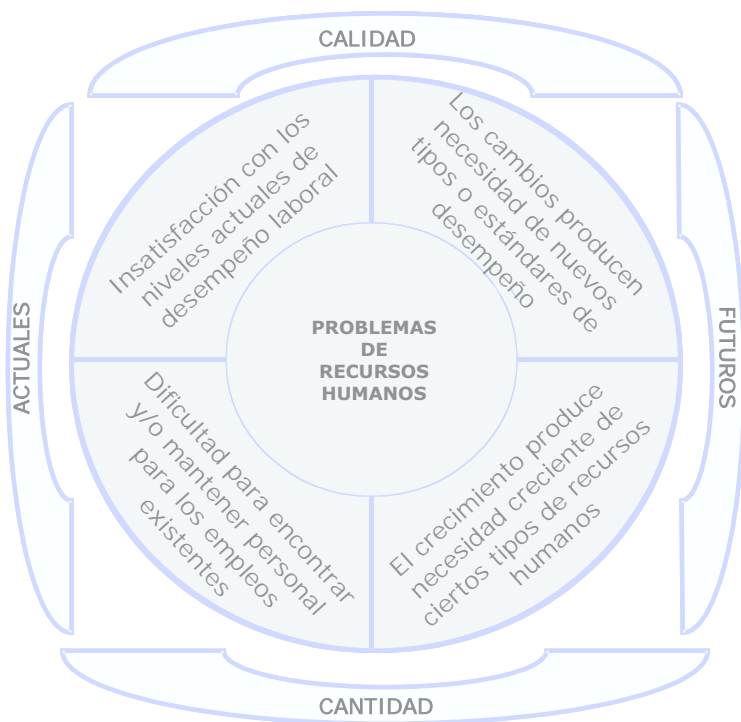 CALIDAD
Insatisfacción con los
niveles actuales de
desempeño laboral
Los cambios producen
necesidad de nuevos
tipos o estándares de
desempeño
ACTUALES
PROBLEMAS
DE
RECURSOS
HUMANOS
FUTUROS
Dificultad para encontrar
y/o mantener personal
para los empleos
existentes
El crecimiento produce
necesidad creciente de
ciertos tipos de recursos
humanos
CANTIDAD